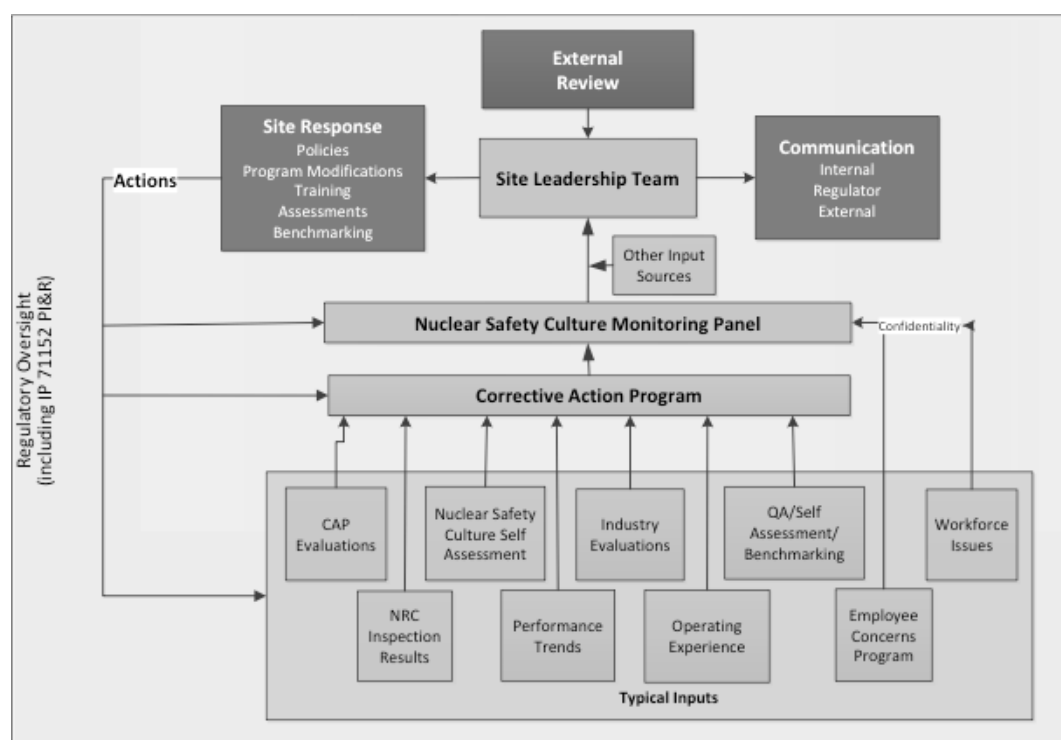 External
Review
Site Response
Policies
Program Modifications
Training
Assessments
Benchmarking
Actions
Site Leadership Team
Communication
Internal
Regulator
External
Other Input
Sources
Nuclear Safety Culture Monitoring Panel
Confidentiality
Corrective Action Program
Regulatory Oversight
(including IP 71152 PI&R)
CAP
Evaluations
Nuclear Safety
Culture Self
Assessment
Industry
Evaluations
QA/Self
Assessment/
Benchmarking
Workforce
Issues
NRC
Inspection
Results
Performance
Trends
Operating
Experience
Employee
Concerns
Program
Typical Inputs